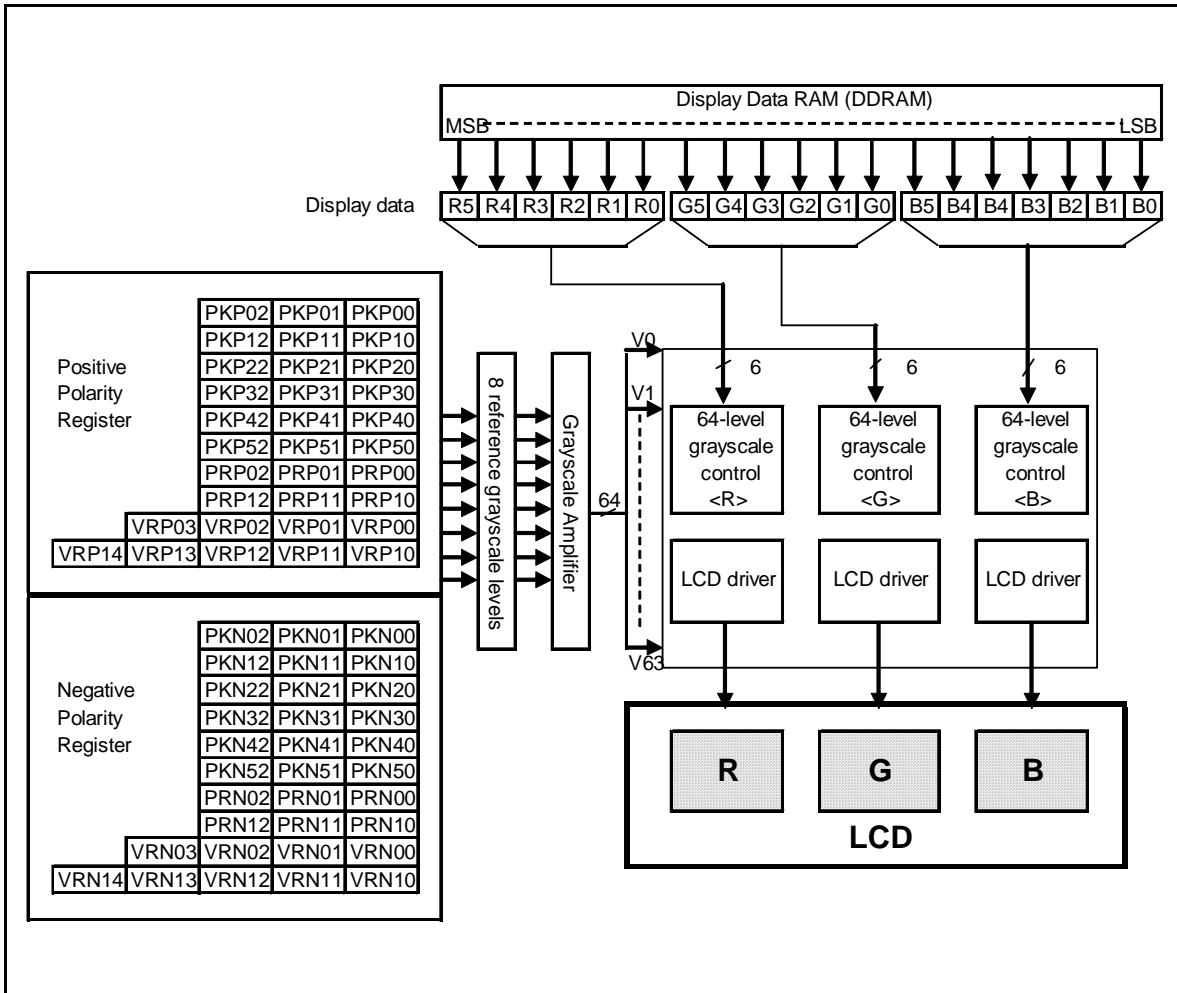 Display Data RAM (DDRAM)
MSB LSB
Display data R5 R4 R3 R2 R1 R0 G5 G4 G3 G2 G1 G0 B5 B4 B4 B3 B2 B1 B0
Positive
Polarity
Register
PKP02 PKP01 PKP00
PKP12 PKP11 PKP10
PKP22 PKP21 PKP20
PKP32 PKP31 PKP30
PKP42 PKP41 PKP40
PKP52 PKP51 PKP50
PRP02 PRP01 PRP00
PRP12 PRP11 PRP10
VRP03 VRP02 VRP01 VRP00
VRP14 VRP13 VRP12 VRP11 VRP10
8 reference grayscale levels
Grayscale Amplifier
64
V0
V1
V63
6 6 6
64-level
grayscale
control
<R>
64-level
grayscale
control
<G>
64-level
grayscale
control
<B>
LCD driver LCD driver LCD driver
Negative
Polarity
Register
PKN02 PKN01 PKN00
PKN12 PKN11 PKN10
PKN22 PKN21 PKN20
PKN32 PKN31 PKN30
PKN42 PKN41 PKN40
PKN52 PKN51 PKN50
PRN02 PRN01 PRN00
PRN12 PRN11 PRN10
VRN03 VRN02 VRN01 VRN00
VRN14 VRN13 VRN12 VRN11 VRN10
R G B
LCD